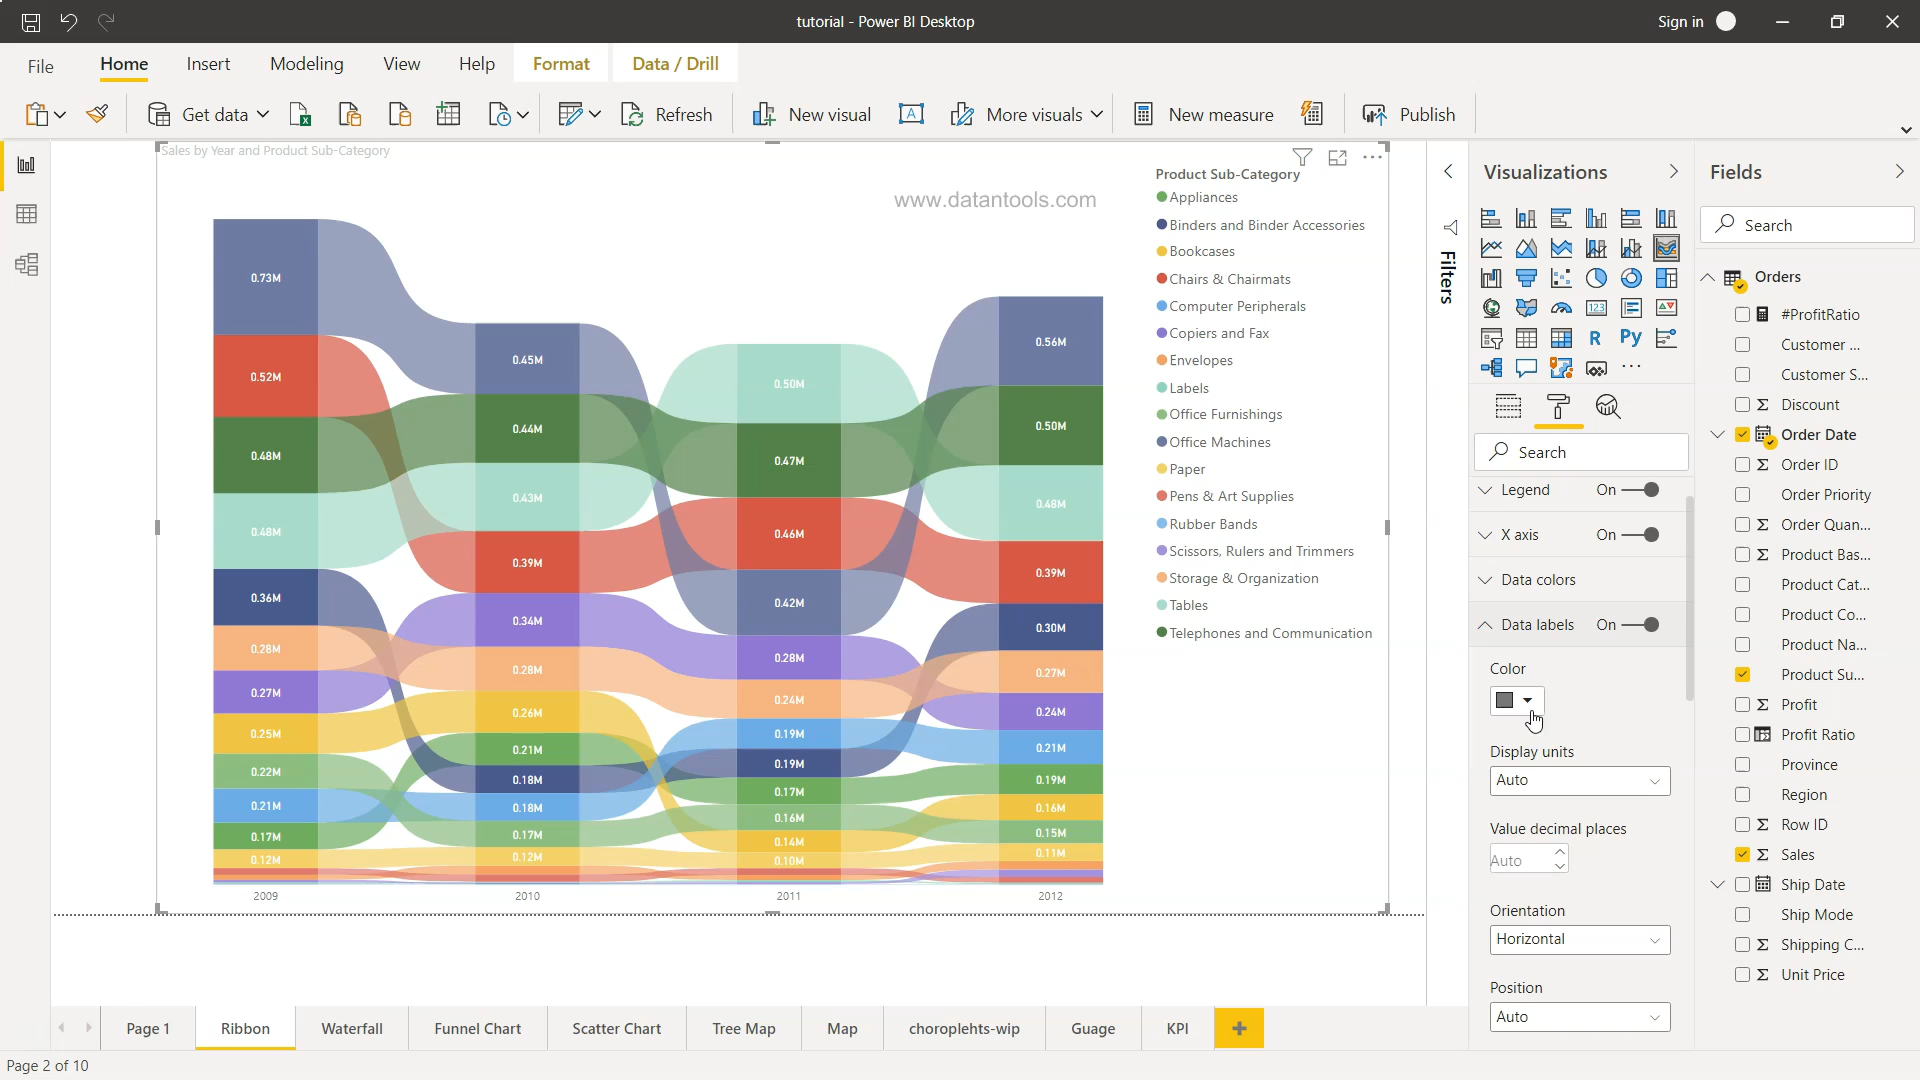 tutorial - Power BI Desktop
Sign in
File
Home
Insert
Modeling
View
Help
Format
Data / Drill
Get data
Refresh
New visual
More visuals
New measure
Publish
Sales by Year and Product Sub-Category
www.datantools.com
Product Sub-Category
Appliances
Binders and Binder Accessories
Bookcases
Chairs & Chairmats
Computer Peripherals
Copiers and Fax
Envelopes
Labels
Office Furnishings
Office Machines
Paper
Pens & Art Supplies
Rubber Bands
Scissors, Rulers and Trimmers
Storage & Organization
Tables
Telephones and Communication
0.73M
0.52M
0.48M
0.48M
0.36M
0.28M
0.27M
0.25M
0.22M
0.21M
0.17M
0.12M
2009
0.45M
0.44M
0.43M
0.39M
0.34M
0.28M
0.26M
0.21M
0.18M
0.18M
0.17M
0.12M
2010
0.50M
0.47M
0.46M
0.42M
0.28M
0.24M
0.19M
0.19M
0.17M
0.16M
0.14M
0.10M
2011
0.56M
0.50M
0.48M
0.39M
0.30M
0.27M
0.24M
0.21M
0.19M
0.16M
0.15M
0.11M
2012
Filters
Visualizations
123
R
Py
Search
Legend On
X axis On
Data colors
Data labels On
Color
Display units
Auto
Value decimal places
Auto
Orientation
Horizontal
Position
Auto
Fields
Search
Orders
#ProfitRatio
Customer ...
Customer S...
Discount
Order Date
Order ID
Order Priority
Order Quan...
Product Bas...
Product Cat...
Product Co...
Product Na...
Product Su...
Profit
Profit Ratio
Province
Region
Row ID
Sales
Ship Date
Ship Mode
Shipping C...
Unit Price
Page 1
Ribbon
Waterfall
Funnel Chart
Scatter Chart
Tree Map
Map
choroplehts-wip
Guage
KPI
Page 2 of 10